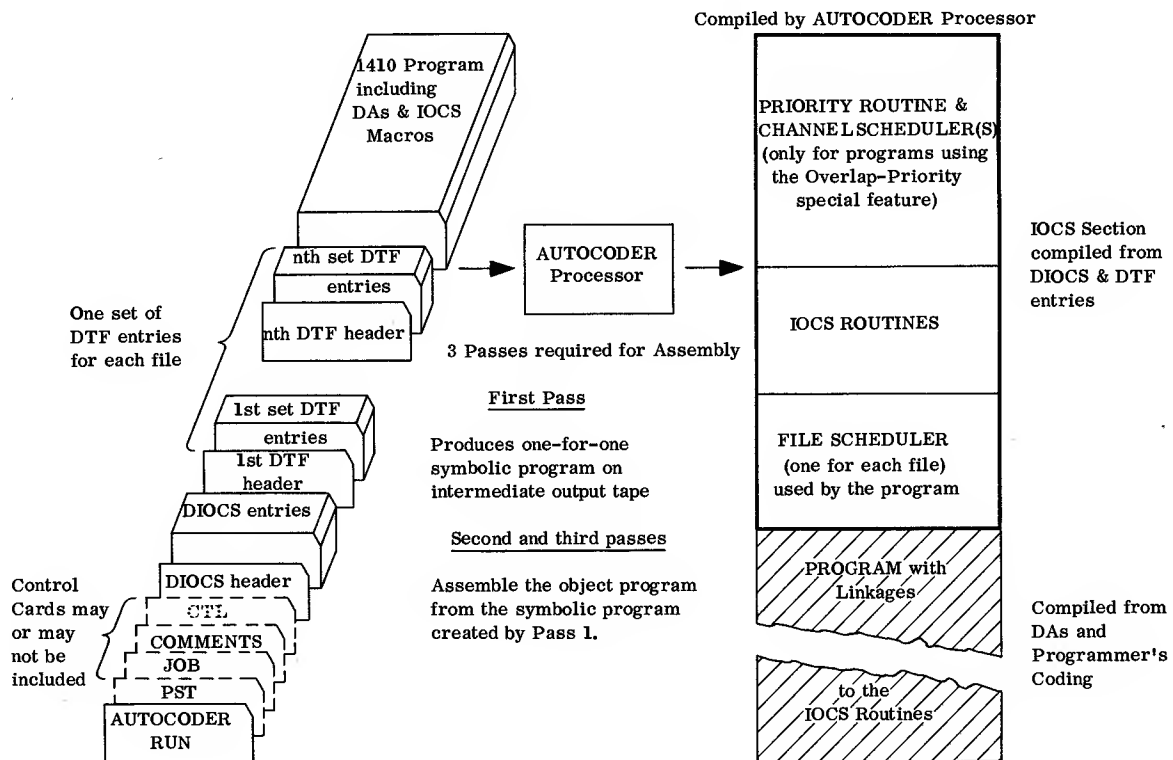 Compiled by AUTOCODER Processor
1410 Program
including
DAs & IOCS
Macros
nth set DTF
entries
nth DTF header
One set of
DTF entries
for each file
1st set DTF
entries
1st DTF
header
DIOCS entries
DIOCS header
Control
Cards may
or may
not be
included
CTL
COMMENTS
JOB
PST
AUTOCODER
RUN
AUTOCODER
Processor
3 Passes required for Assembly
First Pass
Produces one-for-one
symbolic program on
intermediate output tape
Second and third passes
Assemble the object program
from the symbolic program
created by Pass 1.
PRIORITY ROUTINE &
CHANNEL SCHEDULER(S)
(only for programs using
the Overlap-Priority
special feature)
IOCS ROUTINES
FILE SCHEDULER
(one for each file)
used by the program
PROGRAM with
Linkages
to the
IOCS Routines
IOCS Section
compiled from
DIOCS & DTF
entries
Compiled from
DAs and
Programmer's
Coding